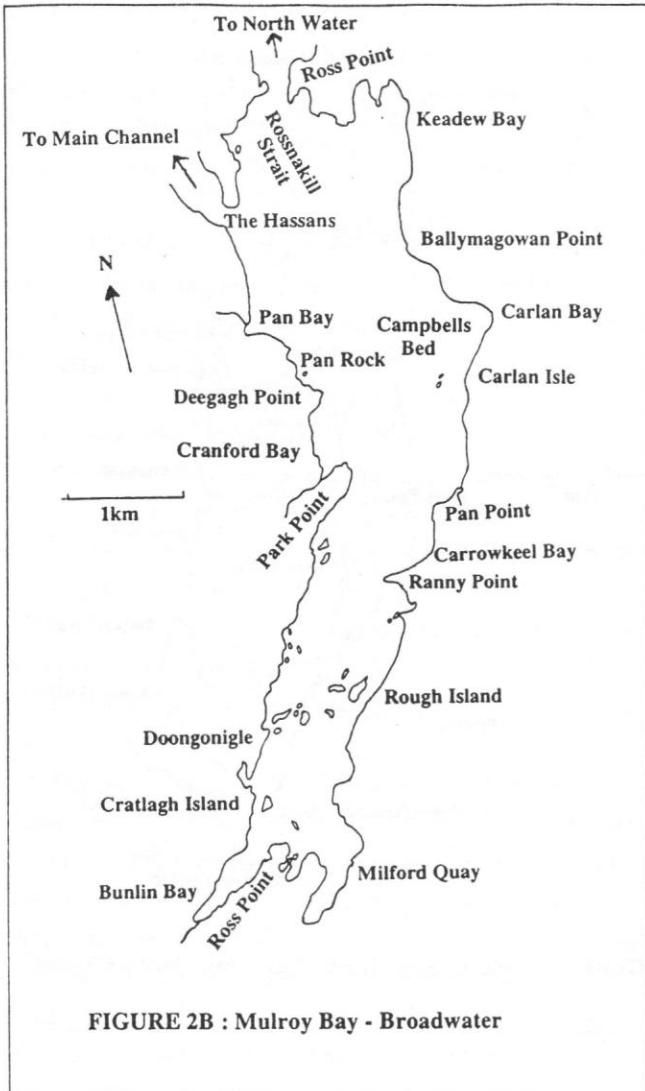 To North Water
Ross Point
Keadew Bay
To Main Channel
Rossnakill
Strait
The Hassans
Ballymagowan Point
N
Pan Bay
Campbells
Bed
Carlan Bay
Pan Rock
Carlan Isle
Deegagh Point
Cranford Bay
1km
Park Point
Pan Point
Carrowkeel Bay
Ranny Point
Rough Island
Doongonigle
Cratlagh Island
Milford Quay
Bunlin Bay
Ross Point
FIGURE 2B : Mulroy Bay - Broadwater